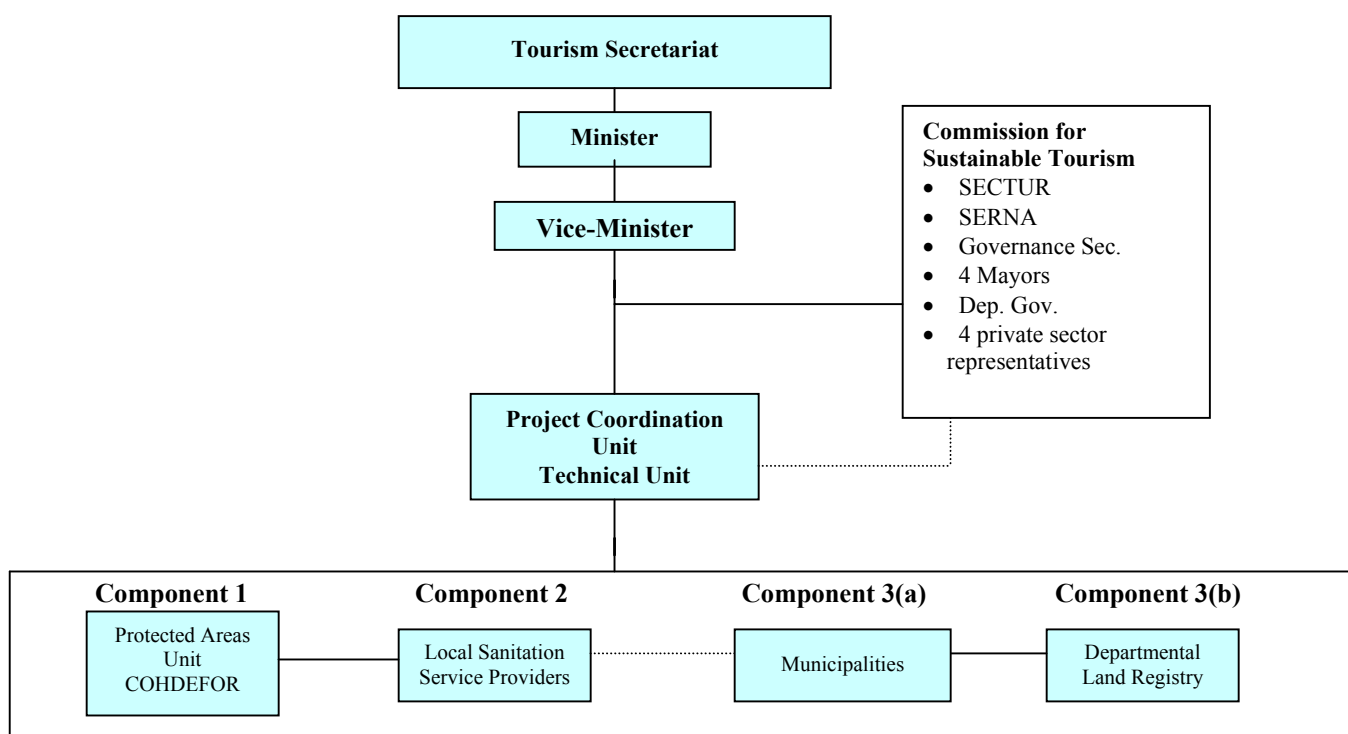 Tourism Secretariat
Minister
Vice-Minister
Commission for
Sustainable Tourism
• SECTUR
• SERNA
• Governance Sec.
• 4 Mayors
• Dep. Gov.
• 4 private sector
representatives
Project Coordination
Unit
Technical Unit
Component 1
Protected Areas
Unit
COHDEFOR
Component 2
Local Sanitation
Service Providers
Component 3(a)
Municipalities
Component 3(b)
Departmental
Land Registry